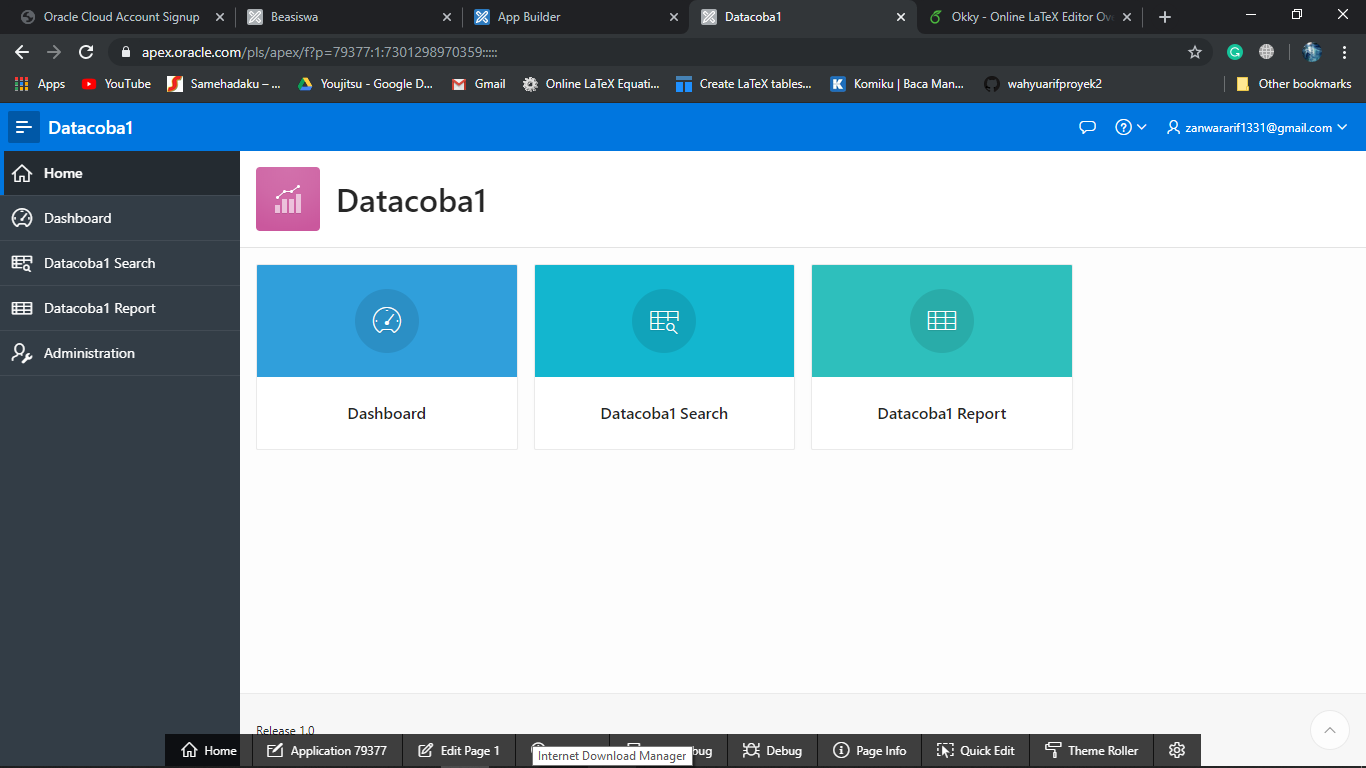 Oracle Cloud Account Signup
Beasiswa
App Builder
Datacoba1
Okky - Online LaTeX Editor Ov
apex.oracle.com/pls/apex/f?p=79377:1:7301298970359:::::
Apps
YouTube
Samehadaku – ...
Youjitsu - Google D...
Gmail
Online LaTeX Equati...
Create LaTeX tables...
Komiku | Baca Man...
wahyuarifproyek2
Other bookmarks
Datacoba1
zanwararif1331@gmail.com
Home
Dashboard
Datacoba1 Search
Datacoba1 Report
Administration
Datacoba1
Dashboard
Datacoba1 Search
Datacoba1 Report
Release 1.0
Home
Application 79377
Edit Page 1
Internet Download Manager
Debug
Page Info
Quick Edit
Theme Roller